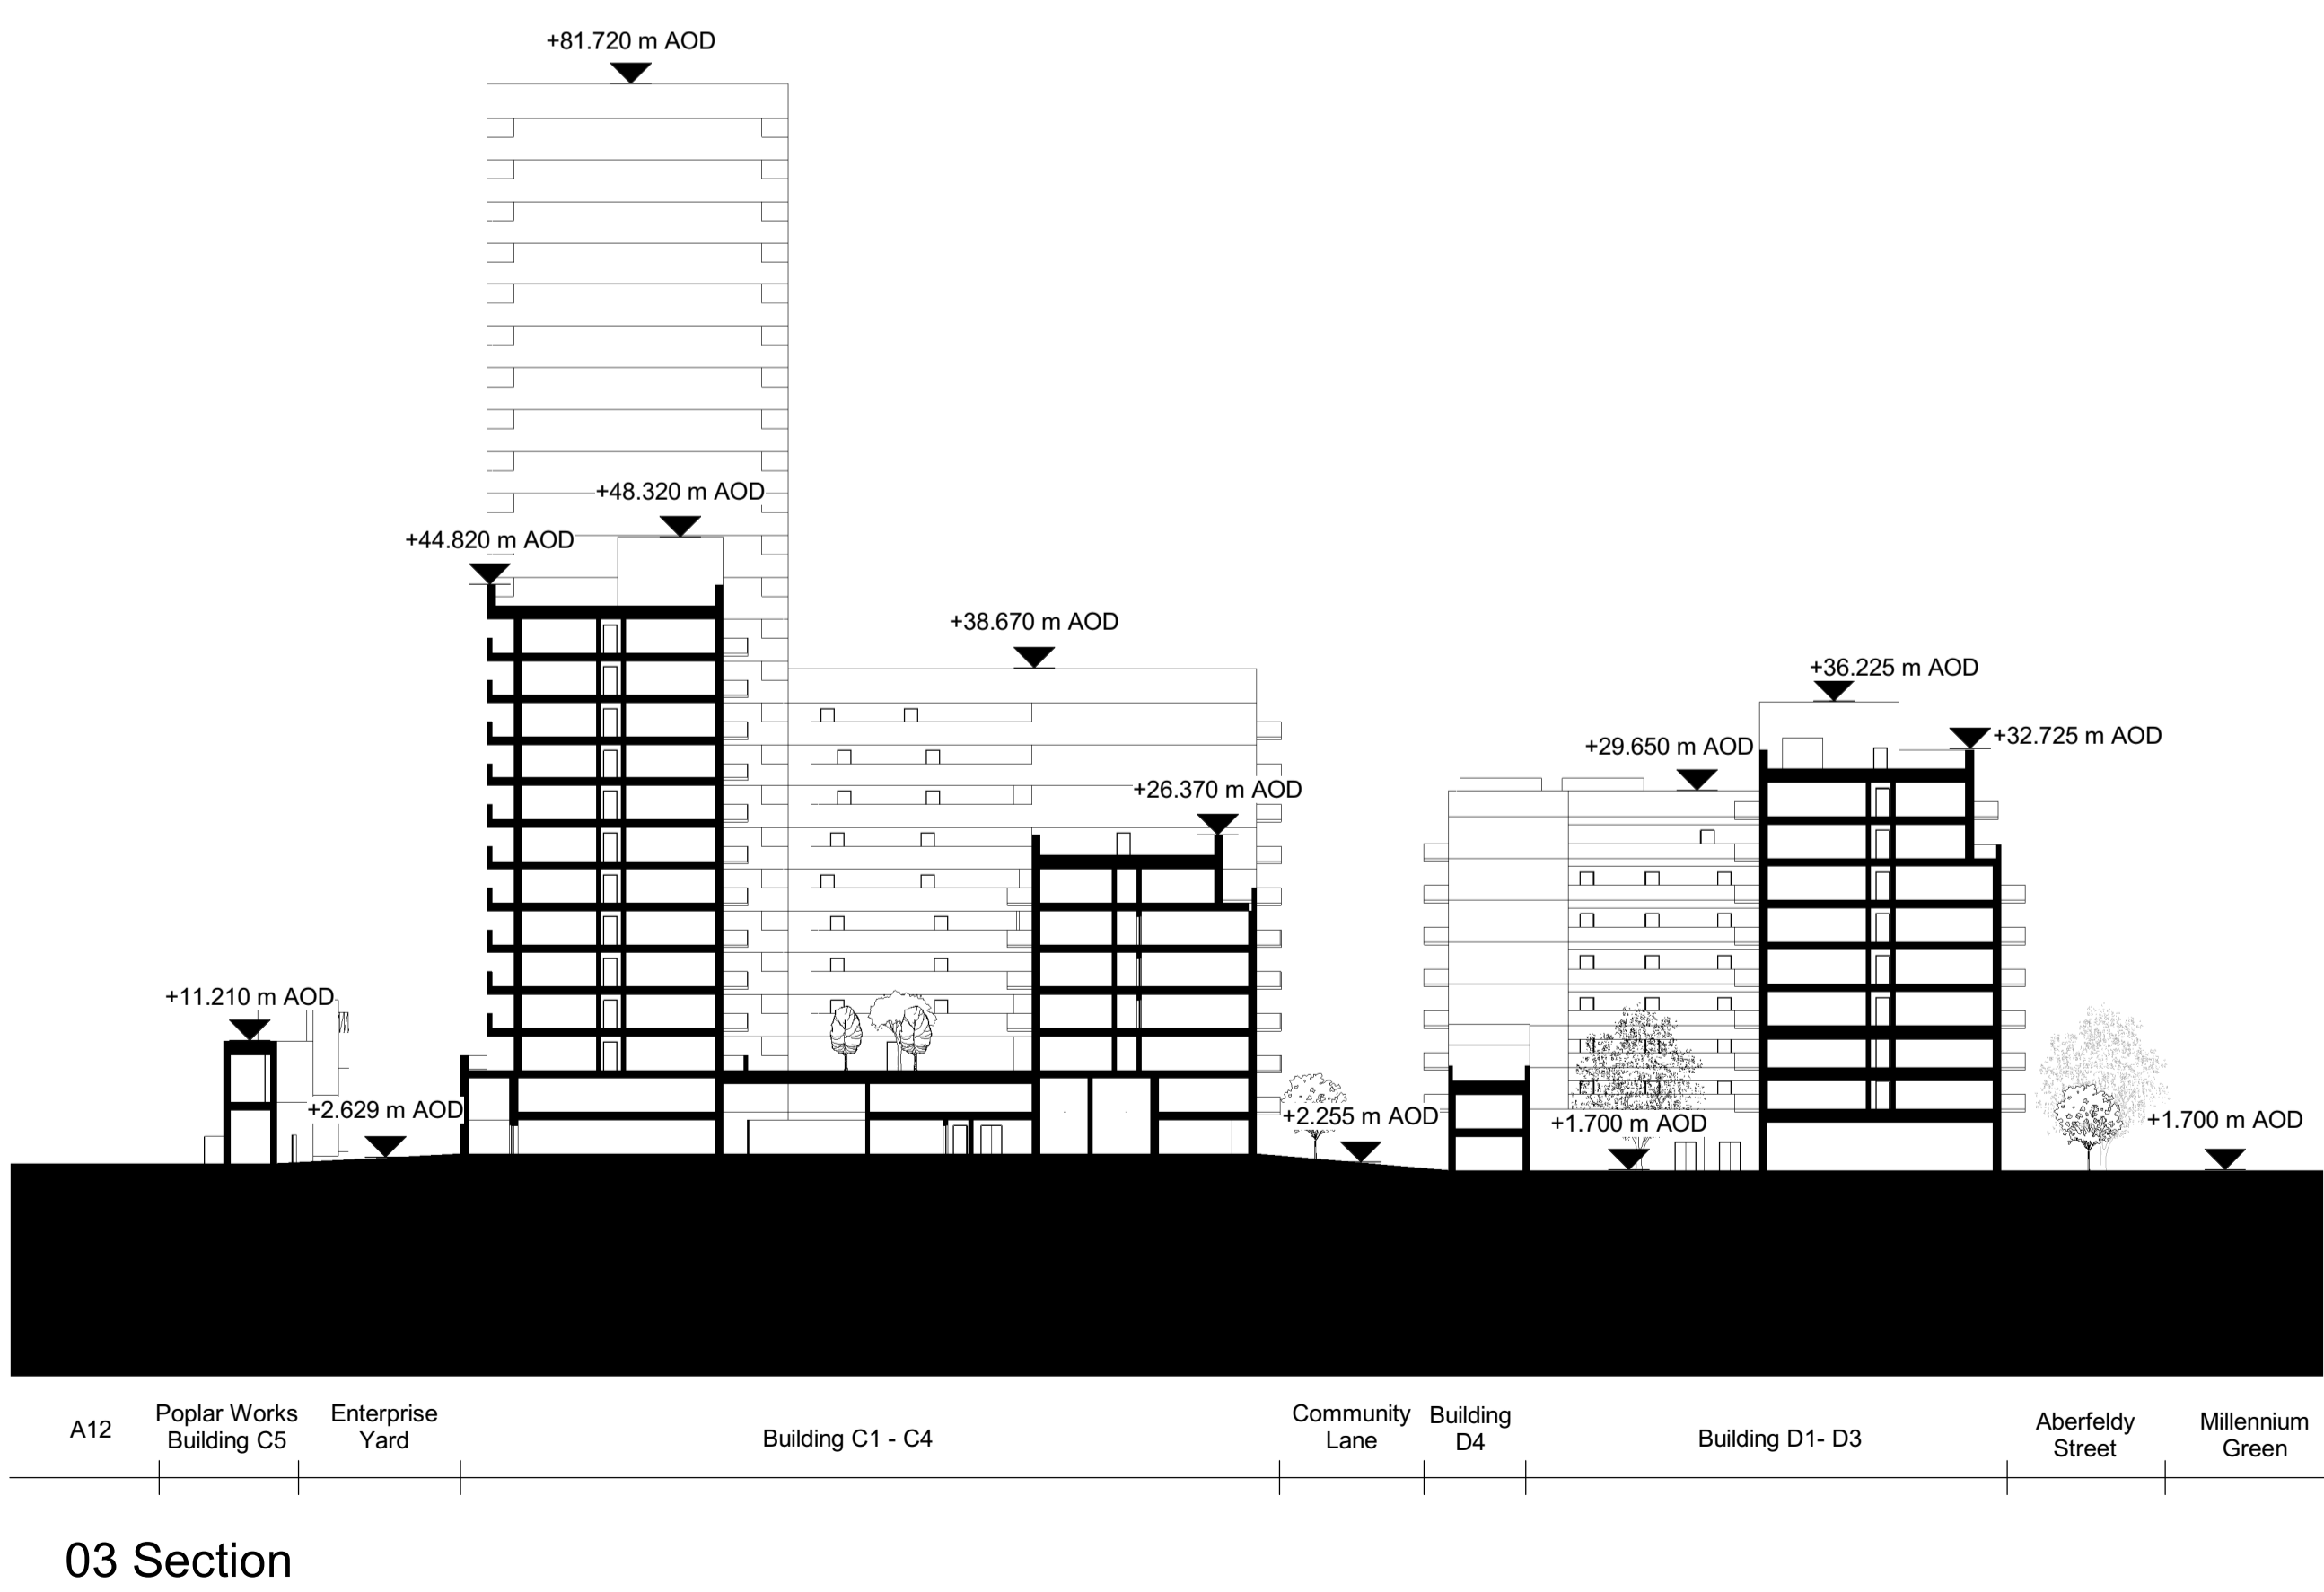 +81.720 m AOD
+48.320 m AOD
+44.820 m AOD
+38.670 m AOD
+36.225 m AOD
+32.725 m AOD
+29.650 m AOD
+26.370 m AOD
+11.210 m AOD
+2.629 m AOD
+2.255 m AOD
+1.700 m AOD
+1.700 m AOD
A12
Poplar Works
Building C5
Enterprise
Yard
Building C1 - C4
Community
Lane
Building
D4
Building D1- D3
Aberfeldy
Street
Millennium
Green
03 Section